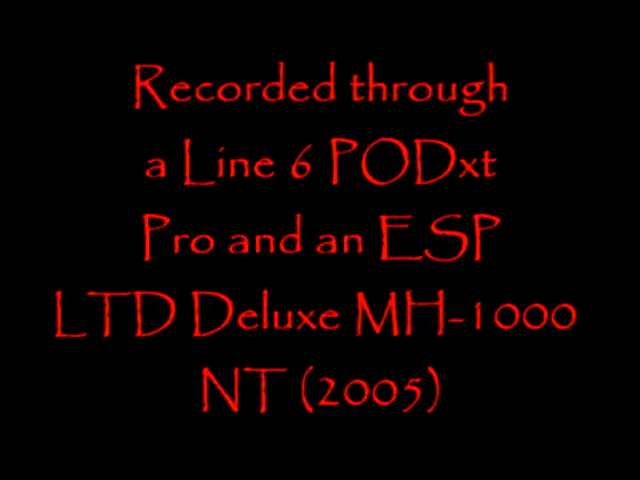 Recorded through
a Line 6 PODxt
Pro and an ESP
LTD Deluxe MH-1000
NT (2005)